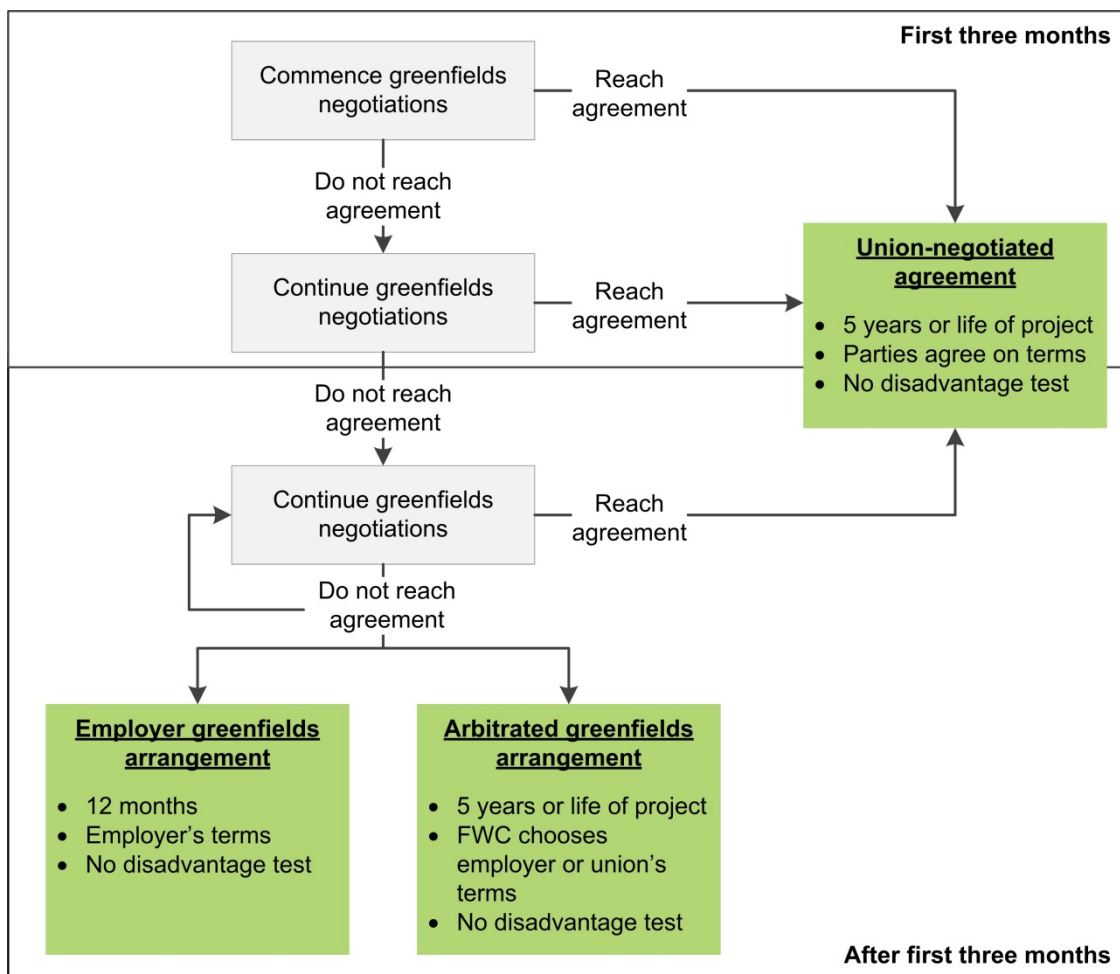 First three months
Commence greenfields
negotiations
Reach
agreement
Do not reach
agreement
Continue greenfields
negotiations
Reach
agreement
Union-negotiated
agreement
• 5 years or life of project
• Parties agree on terms
• No disadvantage test
Do not reach
agreement
Continue greenfields
negotiations
Reach
agreement
Do not reach
agreement
Employer greenfields
arrangement
• 12 months
• Employer’s terms
• No disadvantage test
Arbitrated greenfields
arrangement
• 5 years or life of project
• FWC chooses
employer or union’s
terms
• No disadvantage test
After first three months